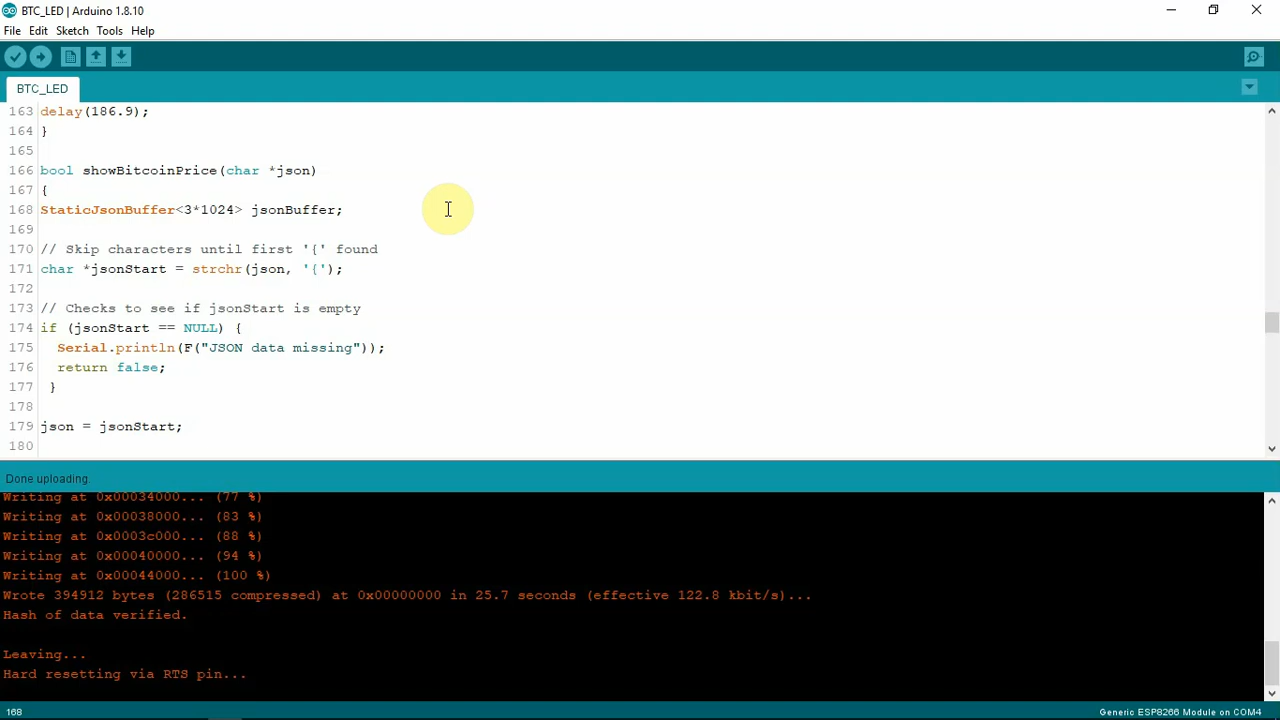 BTC_LED | Arduino 1.8.10
File Edit Sketch Tools Help
BTC_LED
163 delay(186.9);
164 }
165
166 bool showBitcoinPrice(char *json)
167 {
168 StaticJsonBuffer<3*1024> jsonBuffer;
169
170 // Skip characters until first '{' found
171 char *jsonStart = strchr(json, '{');
172
173 // Checks to see if jsonStart is empty
174 if (jsonStart == NULL) {
175 Serial.println(F("JSON data missing"));
176 return false;
177 }
178
179 json = jsonStart;
180
Done uploading.
Writing at 0x00034000... (77 %)
Writing at 0x00038000... (83 %)
Writing at 0x0003c000... (88 %)
Writing at 0x00040000... (94 %)
Writing at 0x00044000... (100 %)
Wrote 394912 bytes (286515 compressed) at 0x00000000 in 25.7 seconds (effective 122.8 kbit/s)...
Hash of data verified.
Leaving...
Hard resetting via RTS pin...
168 Generic ESP8266 Module on COM4